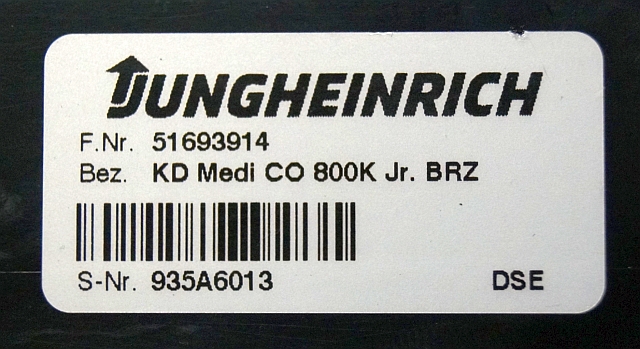 JUNGHEINRICH
F.Nr. 51693914
Bez. KD Medi CO 800K Jr. BRZ
S-Nr. 935A6013 DSE